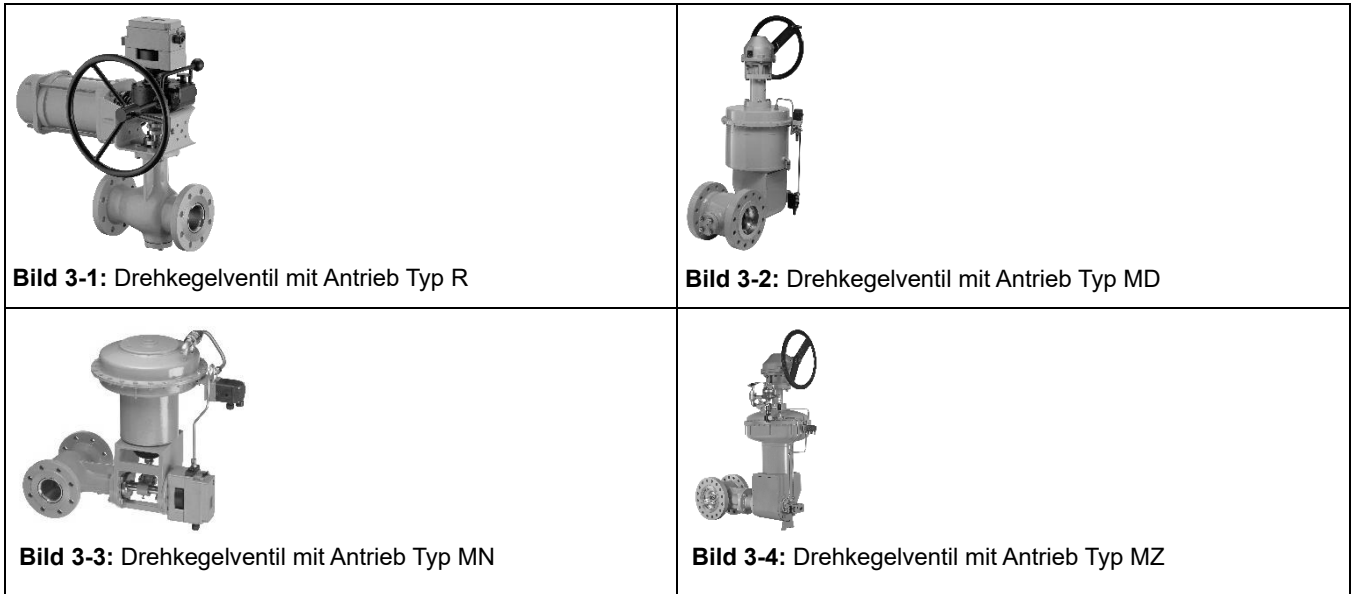 Bild 3-1: Drehkegelventil mit Antrieb Typ R
Bild 3-2: Drehkegelventil mit Antrieb Typ MD
Bild 3-3: Drehkegelventil mit Antrieb Typ MN
Bild 3-4: Drehkegelventil mit Antrieb Typ MZ